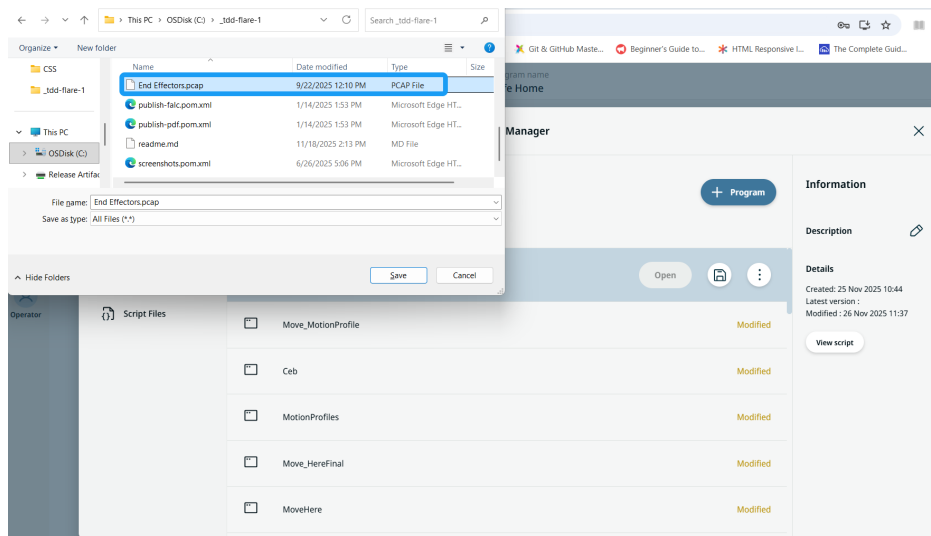 This PC > OSDisk (C:) > _tdd-flare-1
Search _tdd-flare-1
Organize
New folder
Name
Date modified
Type
Size
CSS
_tdd-flare-1
This PC
OSDisk (C:)
Release Artifac
End Effectors.pcap 9/22/2025 12:10 PM PCAP File
publish-falc.pom.xml 1/14/2025 1:53 PM Microsoft Edge HT...
publish-pdf.pom.xml 1/14/2025 1:53 PM Microsoft Edge HT...
readme.md 11/18/2025 2:13 PM MD File
screenshots.pom.xml 6/26/2025 5:06 PM Microsoft Edge HT...
File name: End Effectors.pcap
Save as type: All Files (*.*)
Hide Folders
Save
Cancel
Git & GitHub Maste...
Beginner's Guide to...
HTML Responsive I...
The Complete Guid...
gram name
e Home
Manager
Program
Open
Operator
Script Files
Move_MotionProfile Modified
Ceb Modified
MotionProfiles Modified
Move_HereFinal Modified
MoveHere Modified
Information
Description
Details
Created: 25 Nov 2025 10:44
Latest version :
Modified : 26 Nov 2025 11:37
View script